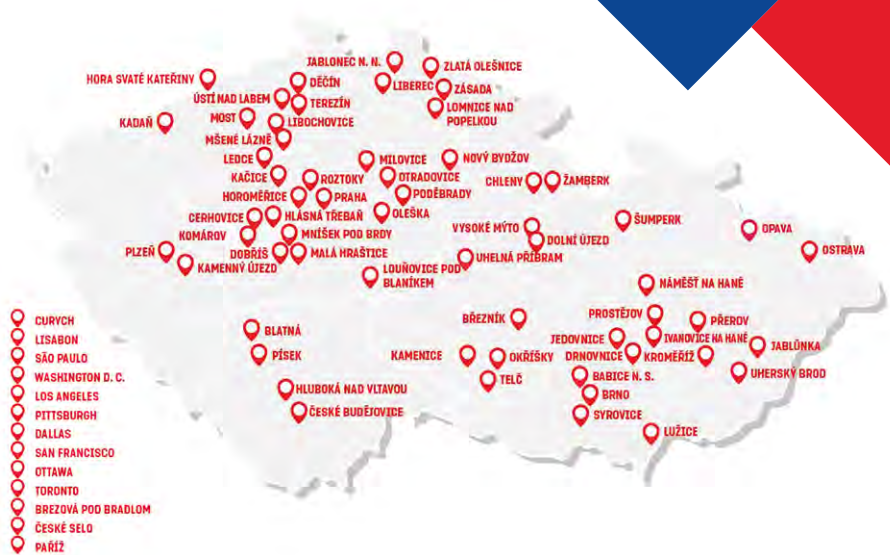 JABLONEC N. N.
ZLATÁ OLEŠNICE
HORA SVATÉ KATEŘINY
DĚČÍN
LIBEREC
ZÁSADA
ÚSTÍ NAD LABEM
TEREZÍN
LOMNICE NAD
POPELKOU
KADAŇ
MOST
LIBOCHOVICE
MŠENÉ LÁZNĚ
LEDCE
MILOVICE
NOVÝ BYDŽOV
KAČICE
ROZTOKY
OTRADOVICE
CHLENY
ŽAMBERK
HOROMĚŘICE
PRAHA
PODĚBRADY
CERHOVICE
HLÁSNÁ TŘEBAŇ
OLEŠKA
ŠUMPERK
VYSOKÉ MÝTO
OPAVA
KOMÁROV
MNÍŠEK POD BRDY
DOLNÍ ÚJEZD
PLZEŇ
DOBŘÍŠ
MALÁ HRAŠTICE
UHELNÁ PŘÍBRAM
OSTRAVA
KAMENNÝ ÚJEZD
LOUŇOVICE POD
BLANÍKEM
NÁMĚŠŤ NA HANÉ
BŘEZNÍK
PROSTĚJOV
PŘEROV
BLATNÁ
JEDOVNICE
IVANOVICE NA HANÉ
JABLŮNKA
PÍSEK
KAMENICE
OKŘÍŠKY
DRNOVICE
KROMĚŘÍŽ
TELČ
BABICE N. S.
UHERSKÝ BROD
HLUBOKÁ NAD VLTAVOU
BRNO
ČESKÉ BUDĚJOVICE
SYROVICE
LUŽICE
CURYCH
LISABON
SÃO PAULO
WASHINGTON D. C.
LOS ANGELES
PITTSBURGH
DALLAS
SAN FRANCISCO
OTTAWA
TORONTO
BREZOVÁ POD BRADLOM
ČESKÉ SELO
PAŘÍŽ